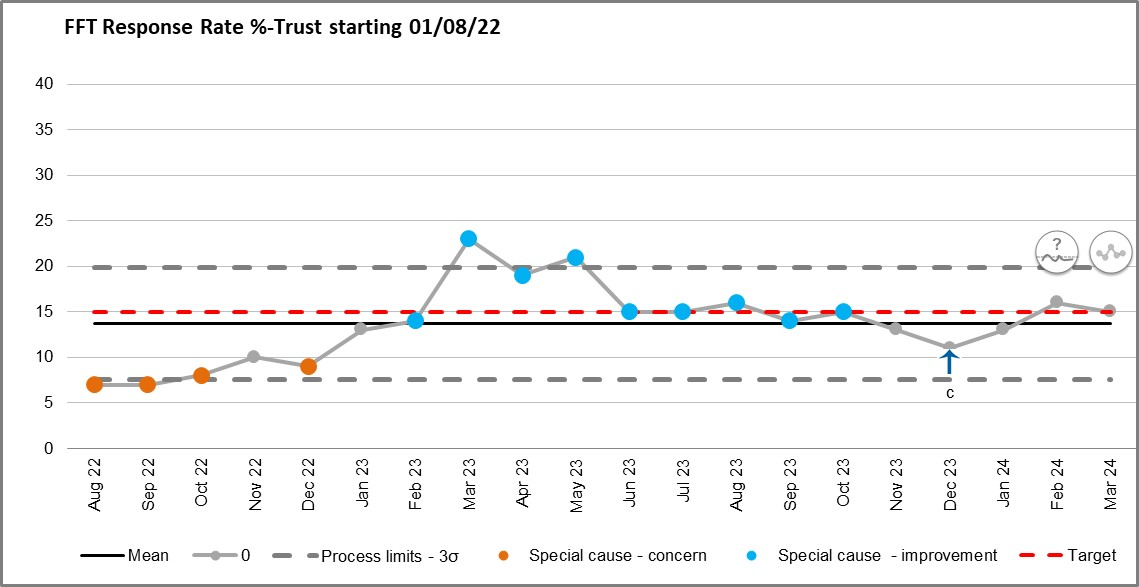 FFT Response Rate %-Trust starting 01/08/22
40
35
30
25
20
15
10
5
0
?
c
Aug 22
Sep 22
Oct 22
Nov 22
Dec 22
Jan 23
Feb 23
Mar 23
Apr 23
May 23
Jun 23
Jul 23
Aug 23
Sep 23
Oct 23
Nov 23
Dec 23
Jan 24
Feb 24
Mar 24
Mean 0 Process limits - 3σ Special cause - concern Special cause - improvement Target